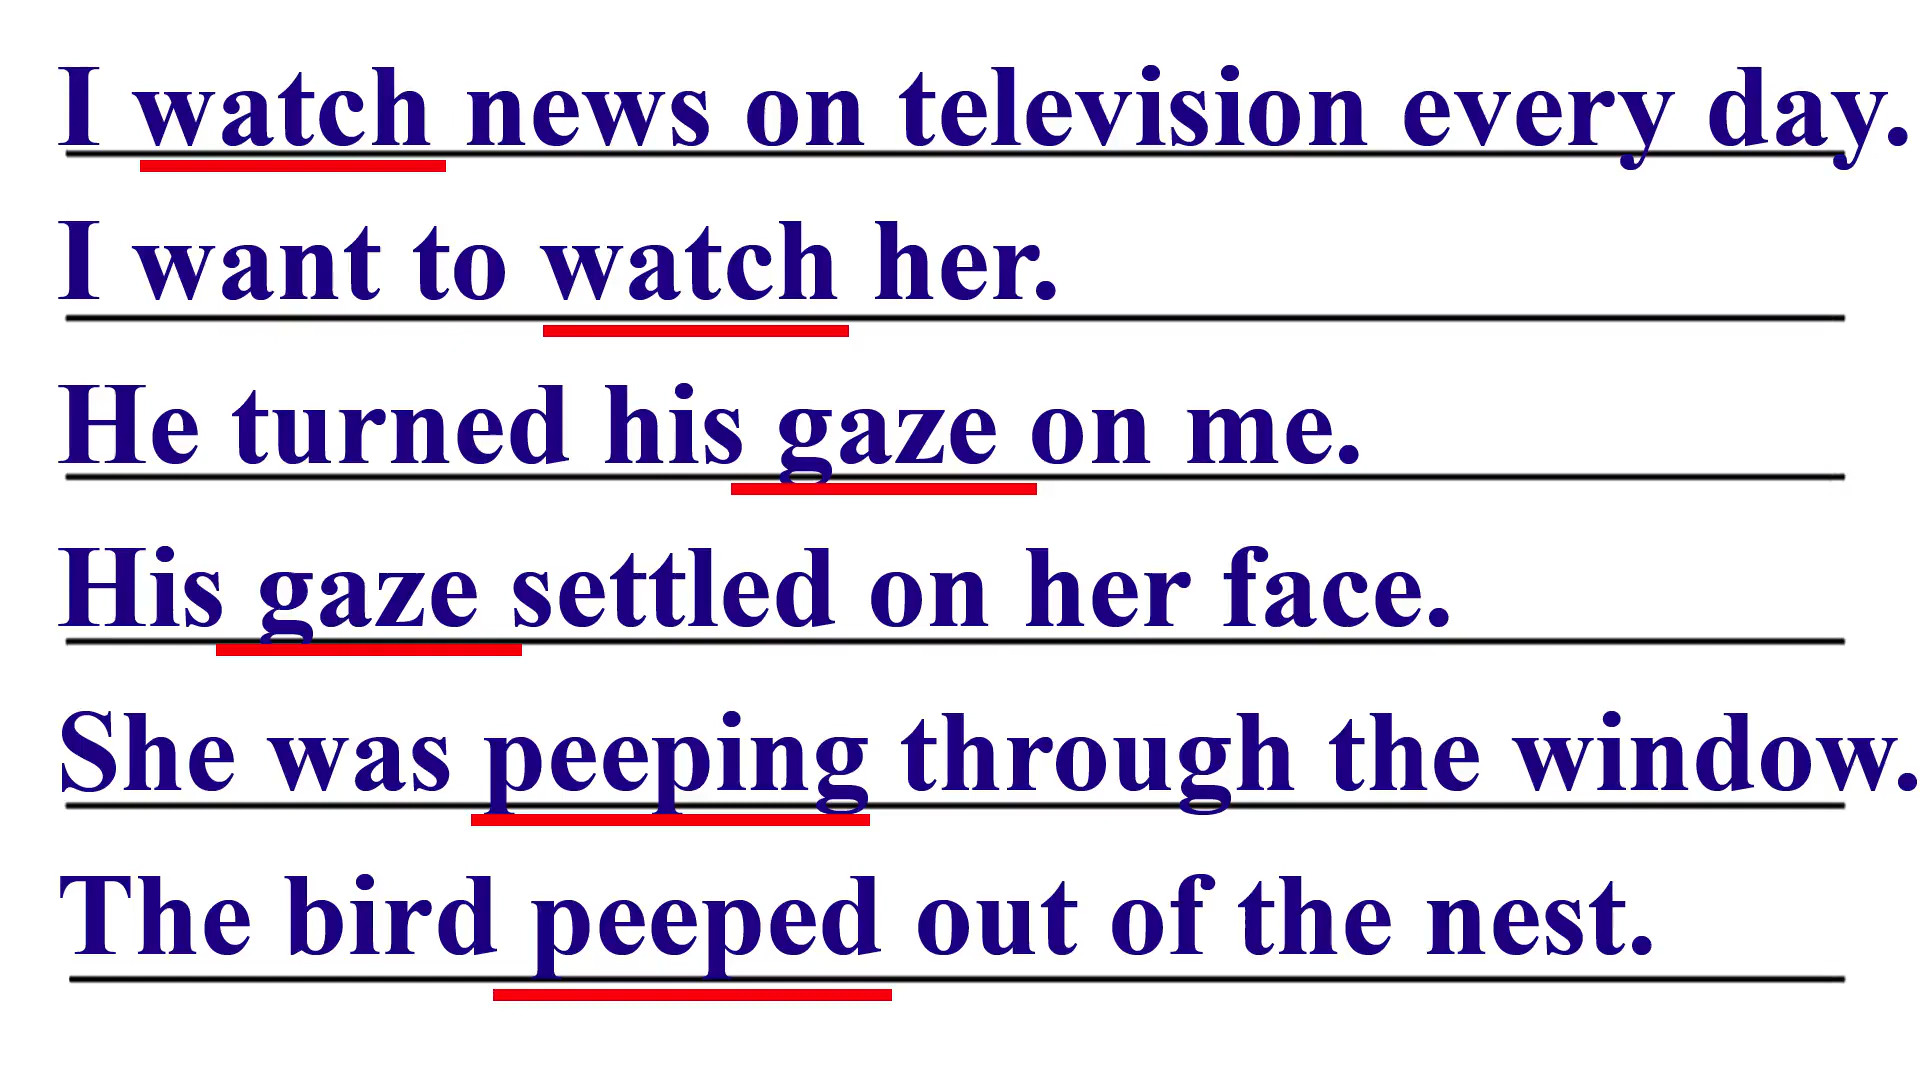 I watch news on television every day.
I want to watch her.
He turned his gaze on me.
His gaze settled on her face.
She was peeping through the window.
The bird peeped out of the nest.